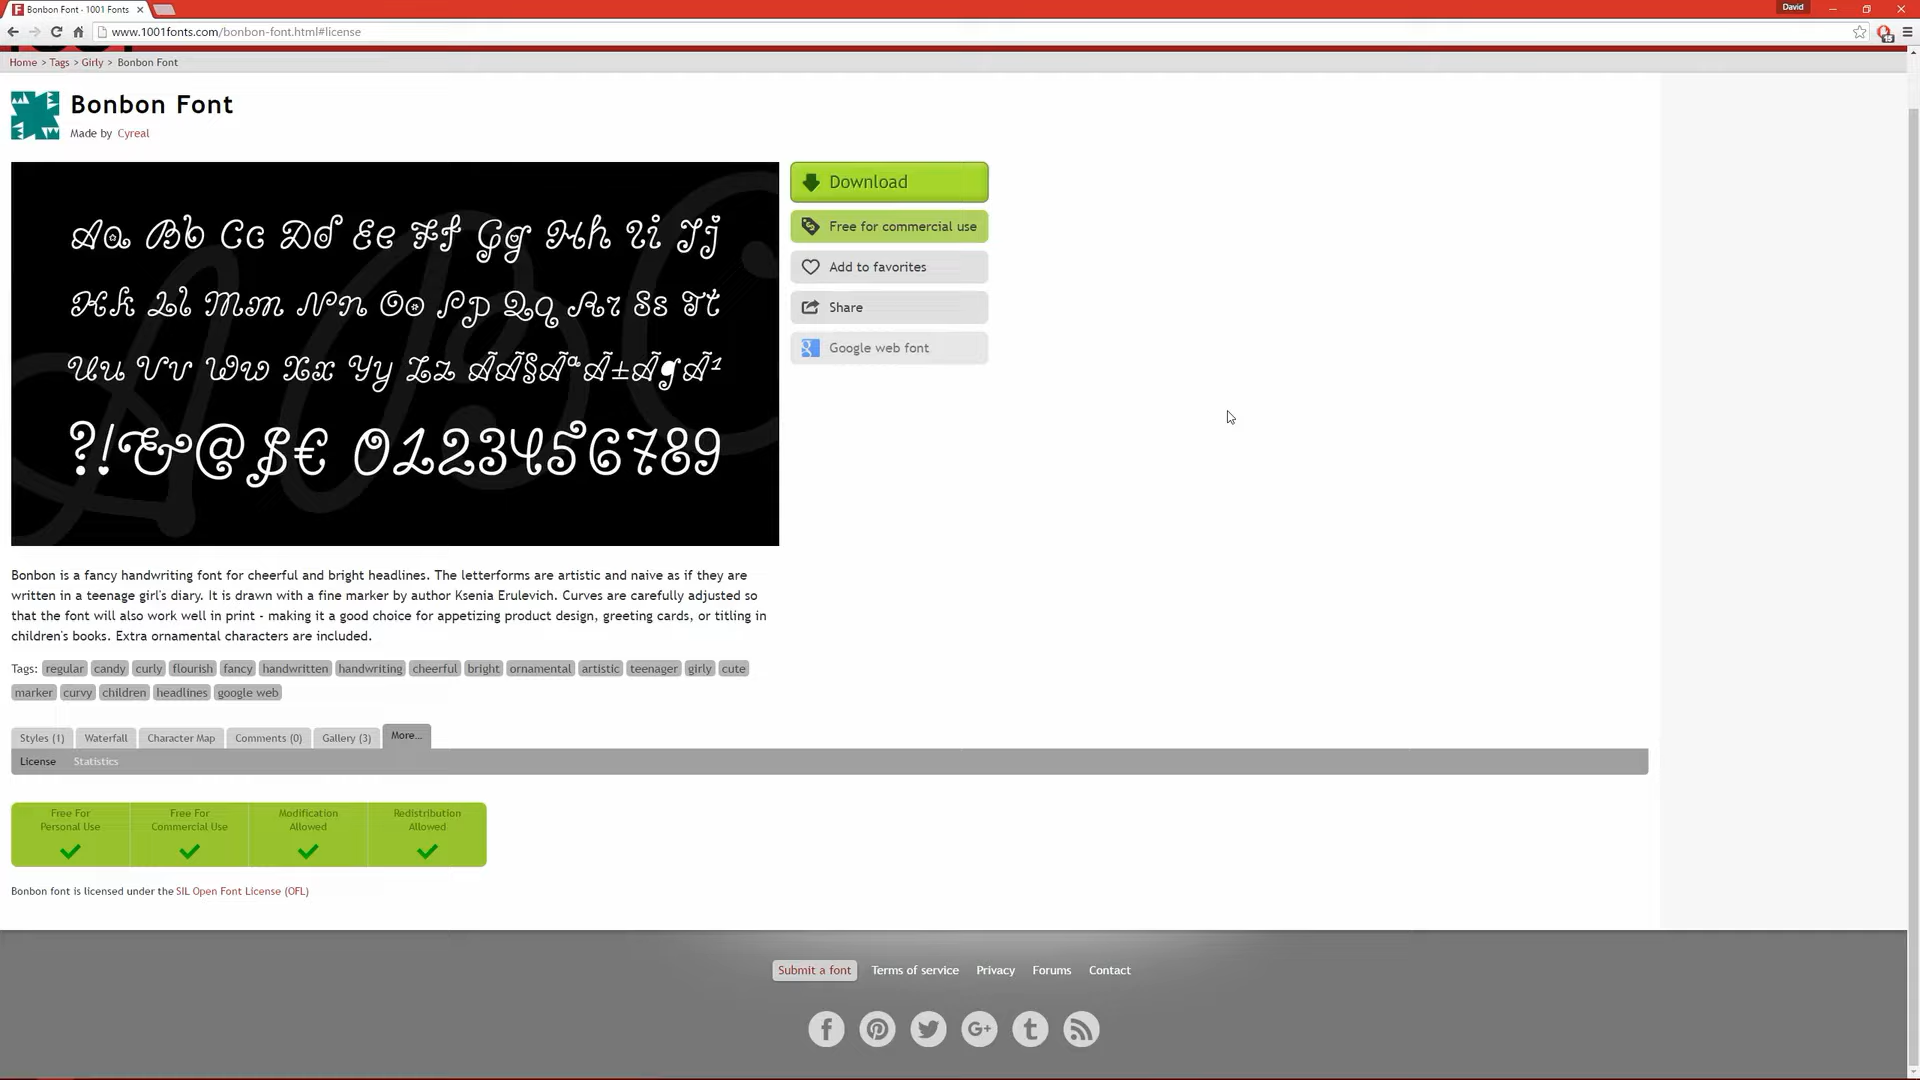 Bonbon Font - 1001 Fonts
David
www.1001fonts.com/bonbon-font.html#license
Home > Tags > Girly > Bonbon Font
Bonbon Font
Made by Cyreal
Aa Bb Cc Dd Ee Ff Gg Hh Ii Jj
Kk Ll Mm Nn Oo Pp Qq Rr Ss Tt
Uu Vv Ww Xx Yy Zz
?!&@$€ 0123456789
Download
Free for commercial use
Add to favorites
Share
Google web font
Bonbon is a fancy handwriting font for cheerful and bright headlines. The letterforms are artistic and naive as if they are
written in a teenage girl's diary. It is drawn with a fine marker by author Ksenia Erulevich. Curves are carefully adjusted so
that the font will also work well in print - making it a good choice for appetizing product design, greeting cards, or titling in
children's books. Extra ornamental characters are included.
Tags: regular candy curly flourish fancy handwritten handwriting cheerful bright ornamental artistic teenager girly cute
marker curvy children headlines google web
Styles (1) Waterfall Character Map Comments (0) Gallery (3) More...
License Statistics
Free For Personal Use
Free For Commercial Use
Modification Allowed
Redistribution Allowed
Bonbon font is licensed under the SIL Open Font License (OFL)
Submit a font Terms of service Privacy Forums Contact